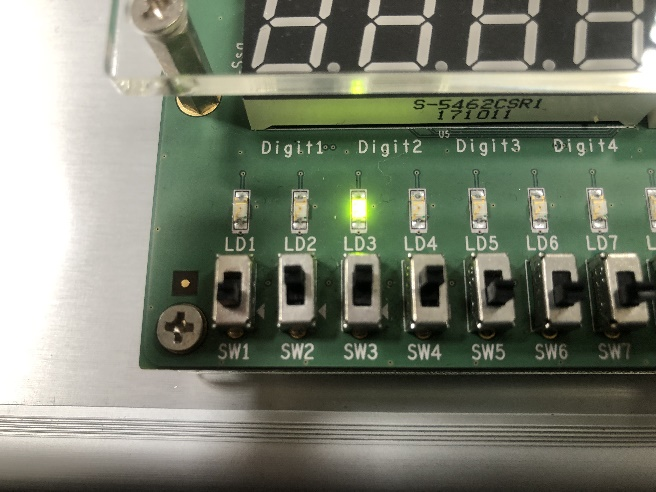 Ssg
S-5462CSR1
171011
U5
Digit1 Digit2 Digit3 Digit4
LD1 LD2 LD3 LD4 LD5 LD6 LD7
SW1 SW2 SW3 SW4 SW5 SW6 SW7